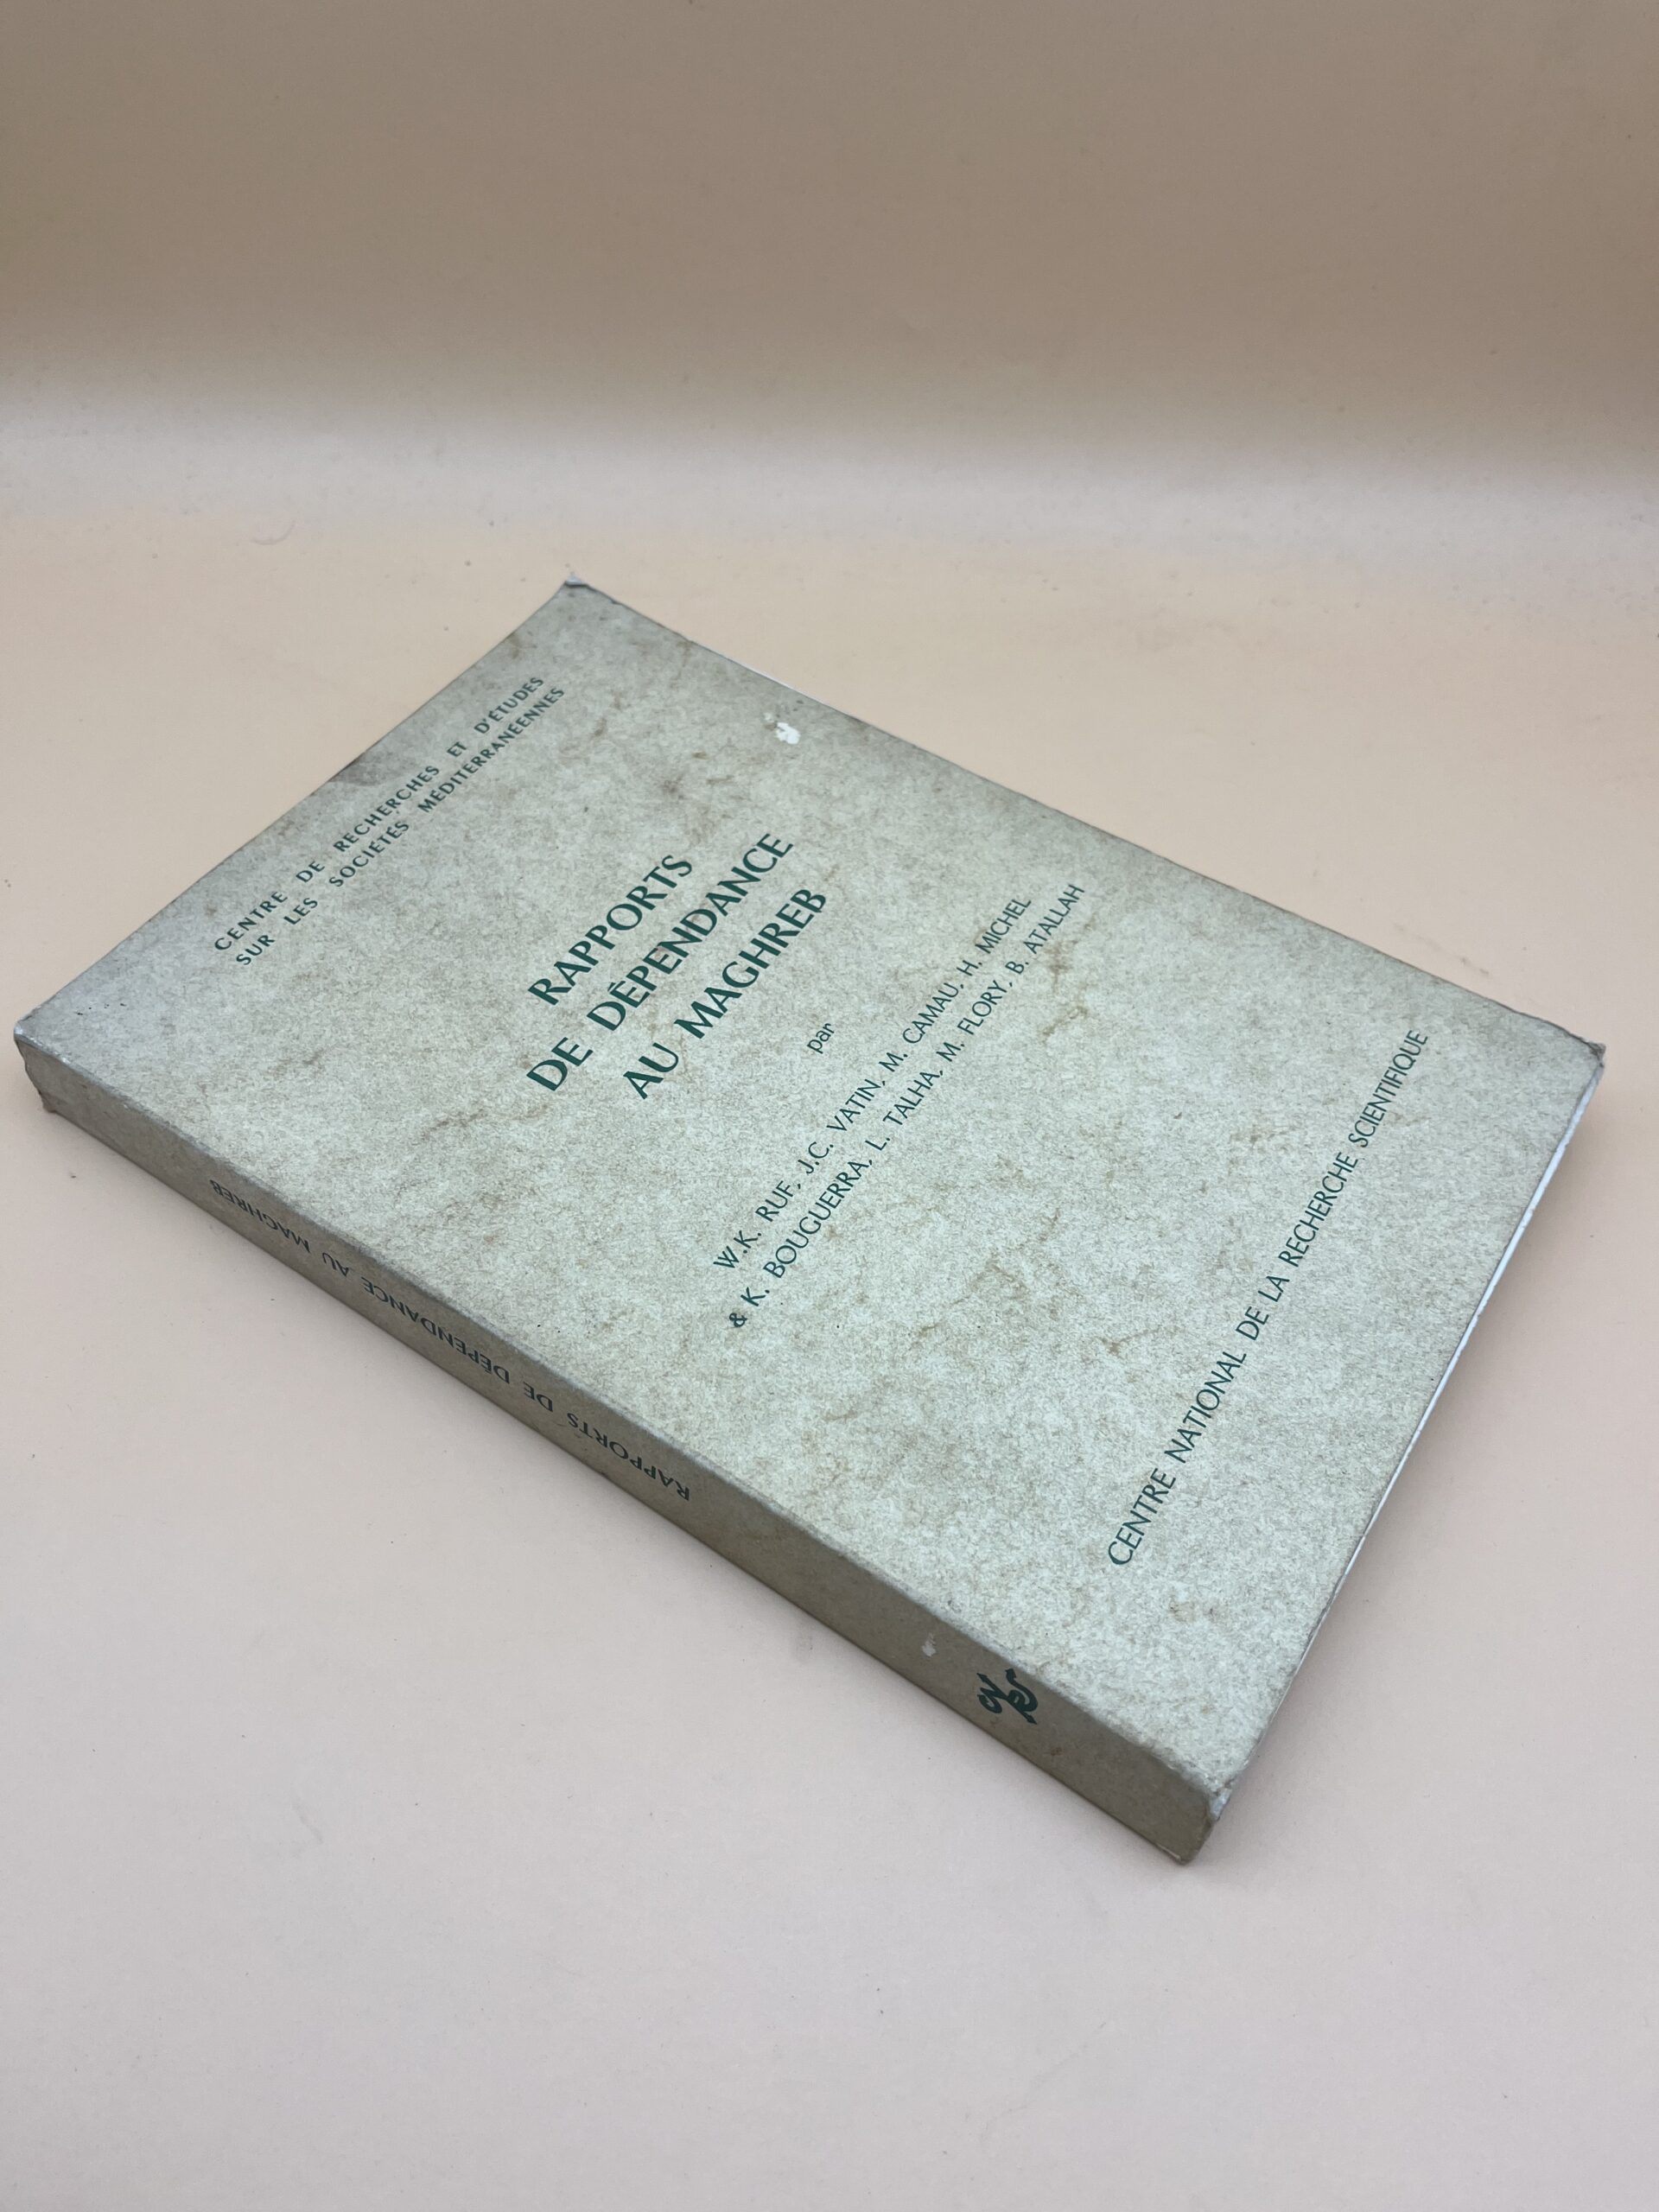 CENTRE DE RECHERCHES ET D'ÉTUDES
SUR LES SOCIÉTÉS MÉDITERRANÉENNES
RAPPORTS
DE DÉPENDANCE
AU MAGHREB
par
W.K. RUF, J.C. VATIN, M. CAMAU, H. MICHEL
& K. BOUGUERRA, L. TALHA, M. FLORY, B. ATALLAH
CENTRE NATIONAL DE LA RECHERCHE SCIENTIFIQUE
RAPPORTS DE DÉPENDANCE AU MAGHREB